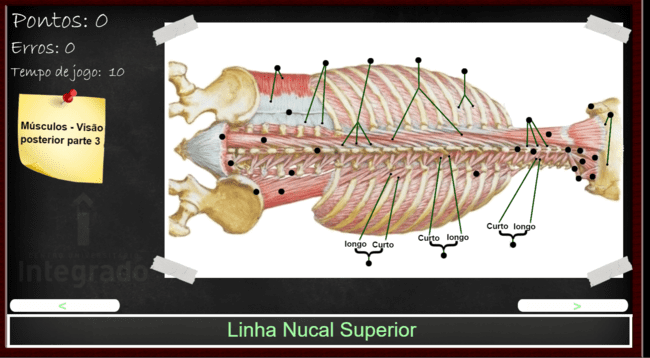 Pontos: 0
Erros: 0
Tempo de jogo: 10
Músculos - Visão
posterior parte 3
Integrado
longo Curto
Curto longo
Curto longo
< >
Linha Nucal Superior